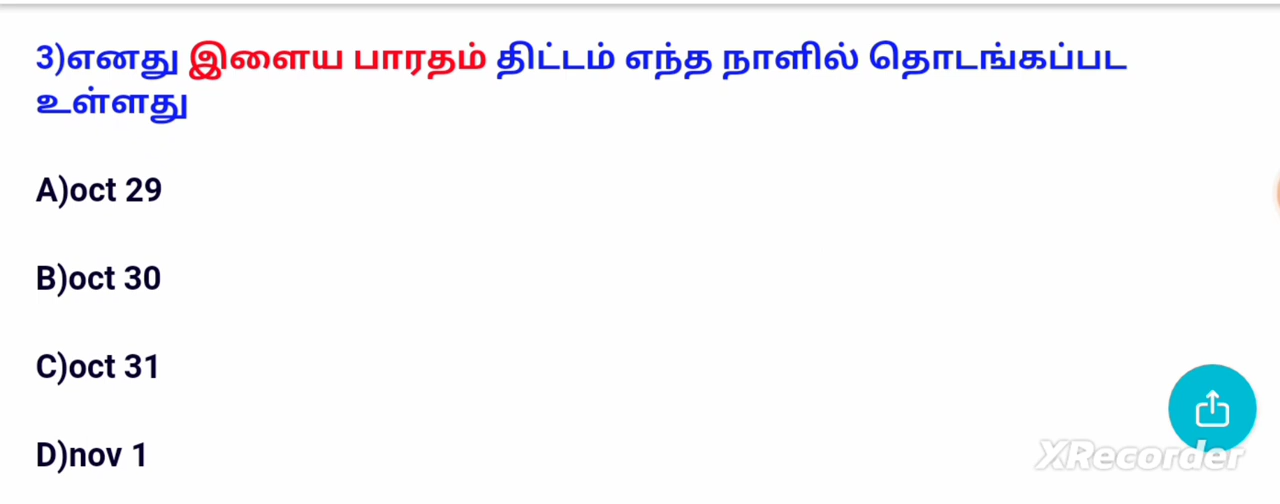 3)எனது இளைய பாரதம் திட்டம் எந்த நாளில் தொடங்கப்பட
உள்ளது
A)oct 29
B)oct 30
C)oct 31
D)nov 1
XRecorder